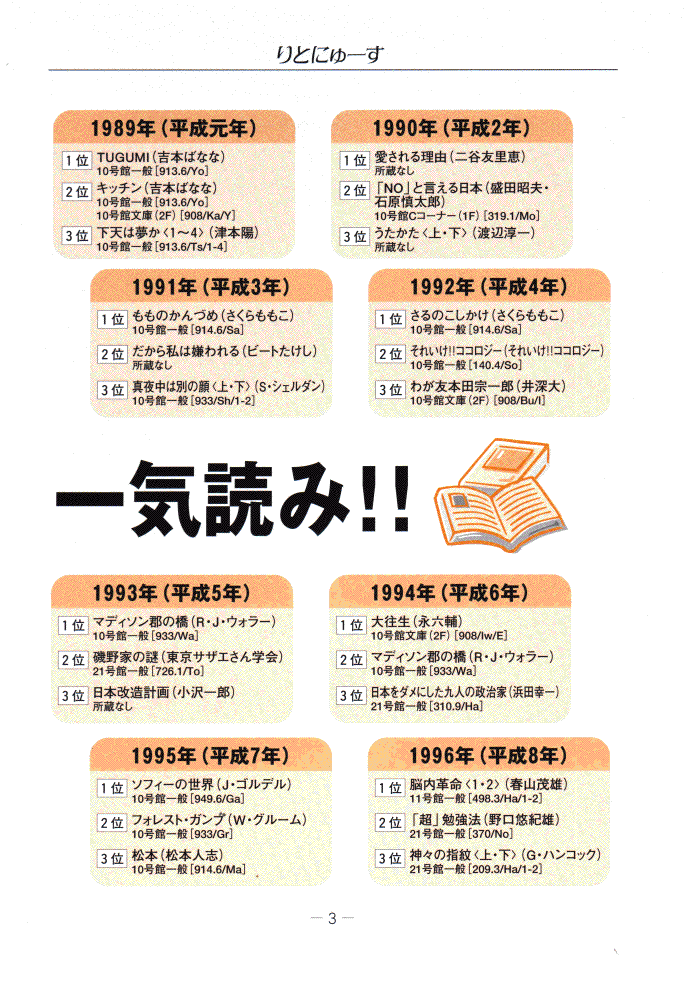 りとにゅーす
1989年(平成元年)
1位 TUGUMI(吉本ばなな)
10号館一般[913.6/Yo]
2位 キッチン(吉本ばなな)
10号館一般[913.6/Yo]
10号館文庫(2F)[908/Ka/Y]
3位 下天は夢か〈1～4〉(津本陽)
10号館一般[913.6/Ts/1-4]
1990年(平成2年)
1位 愛される理由(二谷友里恵)
所蔵なし
2位 「NO」と言える日本(盛田昭夫・
石原慎太郎)
10号館Cコーナー(1F)[319.1/Mo]
3位 うたかた〈上・下〉(渡辺淳一)
所蔵なし
1991年(平成3年)
1位 もものかんづめ(さくらももこ)
10号館一般[914.6/Sa]
2位 だから私は嫌われる(ビートたけし)
所蔵なし
3位 真夜中は別の顔〈上・下〉(S・シェルダン)
10号館一般[933/Sh/1-2]
1992年(平成4年)
1位 さるのこしかけ(さくらももこ)
10号館一般[914.6/Sa]
2位 それいけ!!ココロジー(それいけ!!ココロジー)
10号館一般[140.4/So]
3位 わが友本田宗一郎(井深大)
10号館文庫(2F)[908/Bu/I]
一気読み!!
1993年(平成5年)
1位 マディソン郡の橋(R・J・ウォラー)
10号館一般[933/Wa]
2位 磯野家の謎(東京サザエさん学会)
21号館一般[726.1/To]
3位 日本改造計画(小沢一郎)
所蔵なし
1994年(平成6年)
1位 大往生(永六輔)
10号館文庫(2F)[908/Iw/E]
2位 マディソン郡の橋(R・J・ウォラー)
10号館一般[933/Wa]
3位 日本をダメにした九人の政治家(浜田幸一)
21号館一般[310.9/Ha]
1995年(平成7年)
1位 ソフィーの世界(J・ゴルデル)
10号館一般[949.6/Ga]
2位 フォレスト・ガンプ(W・グルーム)
10号館一般[933/Gr]
3位 松本(松本人志)
10号館一般[914.6/Ma]
1996年(平成8年)
1位 脳内革命〈1・2〉(春山茂雄)
11号館一般[498.3/Ha/1-2]
2位 「超」勉強法(野口悠紀雄)
21号館一般[370/No]
3位 神々の指紋〈上・下〉(G・ハンコック)
21号館一般[209.3/Ha/1-2]
― 3 ―